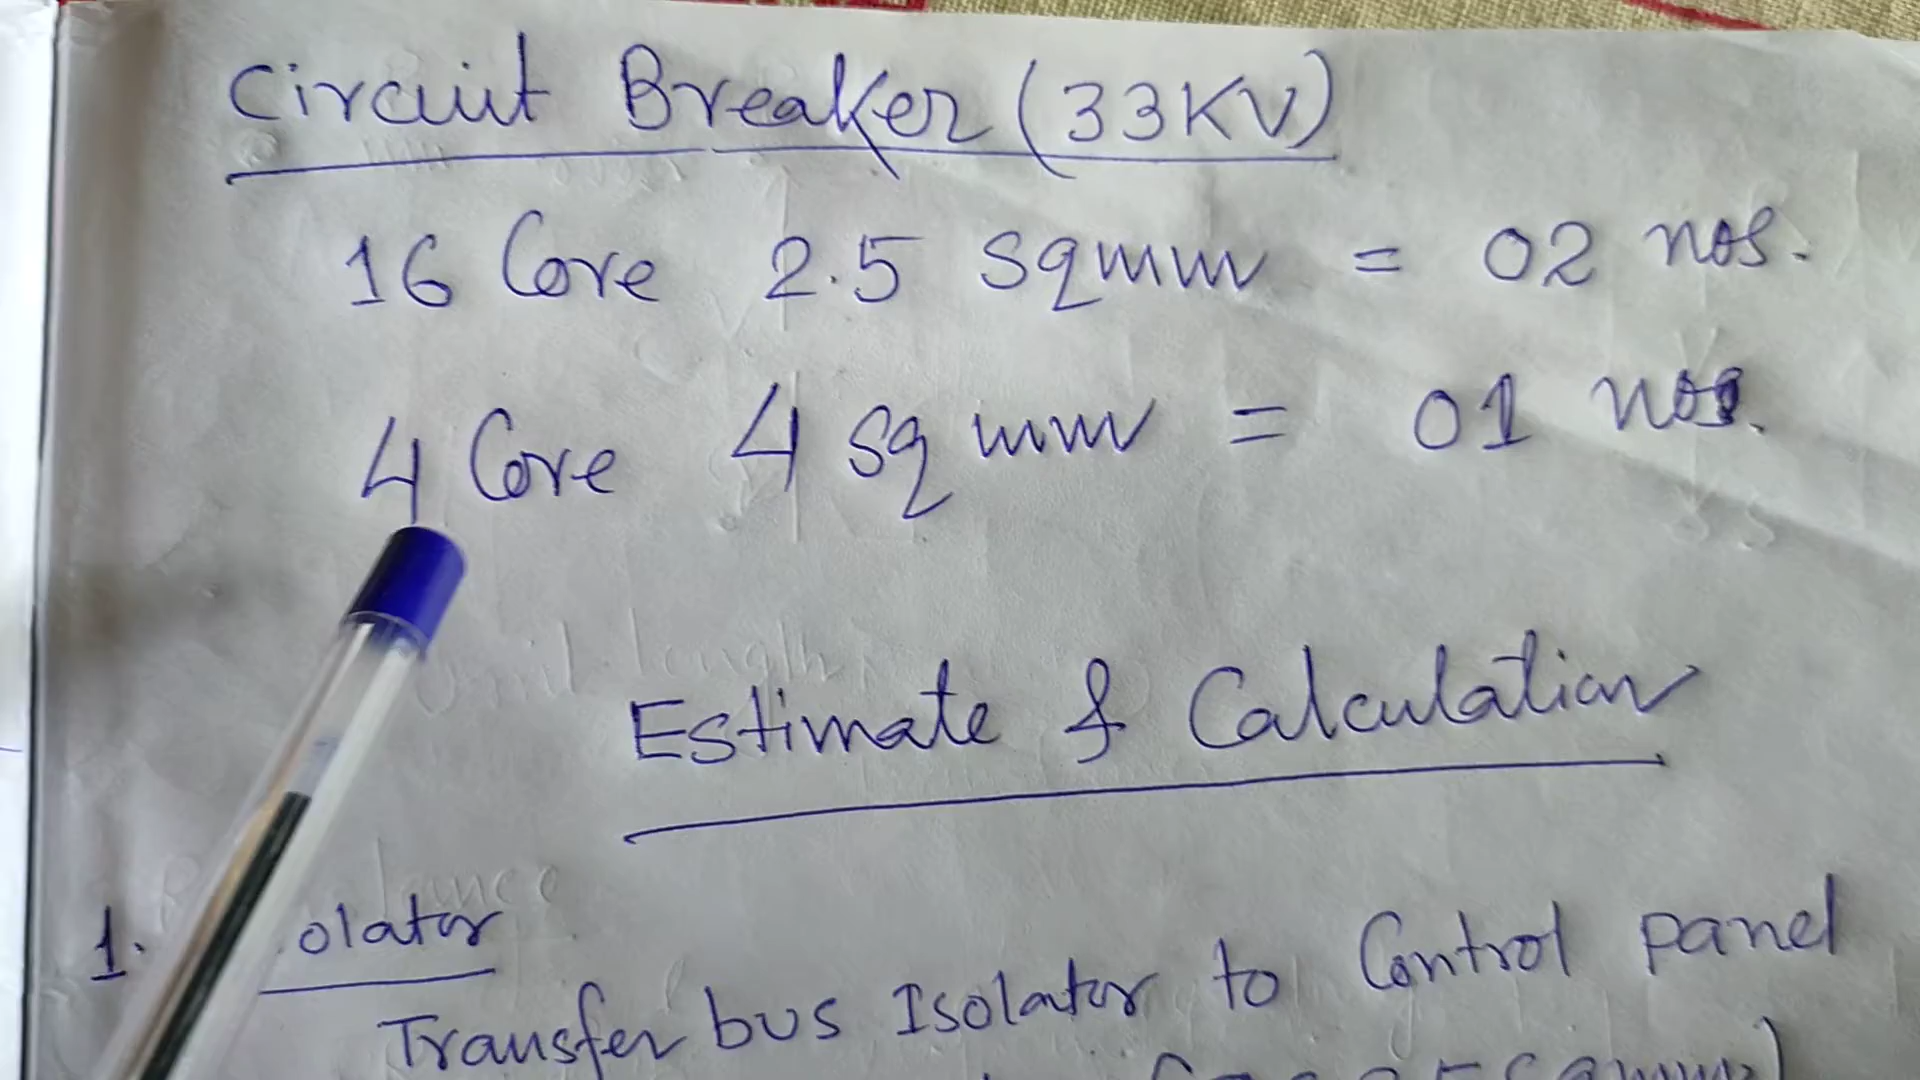 Circuit Breaker (33KV)
16 Core 2.5 sqmm = 02 nos.
4 Core 4 sq mm = 01 nos.
Estimate & Calculation
1. olator
Transfer bus Isolator to Control panel